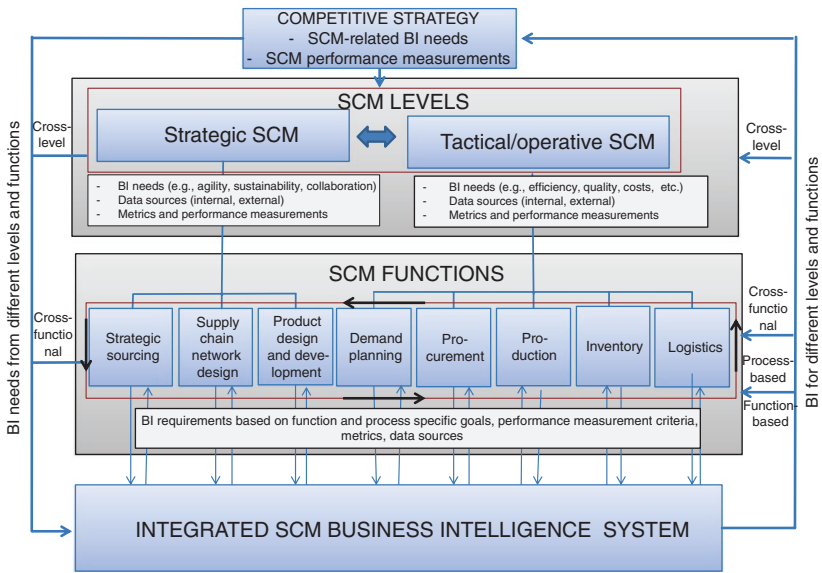 COMPETITIVE STRATEGY
- SCM-related BI needs
- SCM performance measurements
SCM LEVELS
Strategic SCM
Tactical/operative SCM
Cross-
level
Cross-
level
- BI needs (e.g., agility, sustainability, collaboration)
- Data sources (internal, external)
- Metrics and performance measurements
- BI needs (e.g., efficiency, quality, costs, etc.)
- Data sources (internal, external)
- Metrics and performance measurements
BI needs from different levels and functions
BI for different levels and functions
SCM FUNCTIONS
Cross-
functio
nal
Strategic
sourcing
Supply
chain
network
design
Product
design
and deve-
lopment
Demand
planning
Pro-
curement
Pro-
duction
Inventory
Logistics
Cross-
functio
nal
Process-
based
Function-
based
BI requirements based on function and process specific goals, performance measurement criteria,
metrics, data sources
INTEGRATED SCM BUSINESS INTELLIGENCE SYSTEM